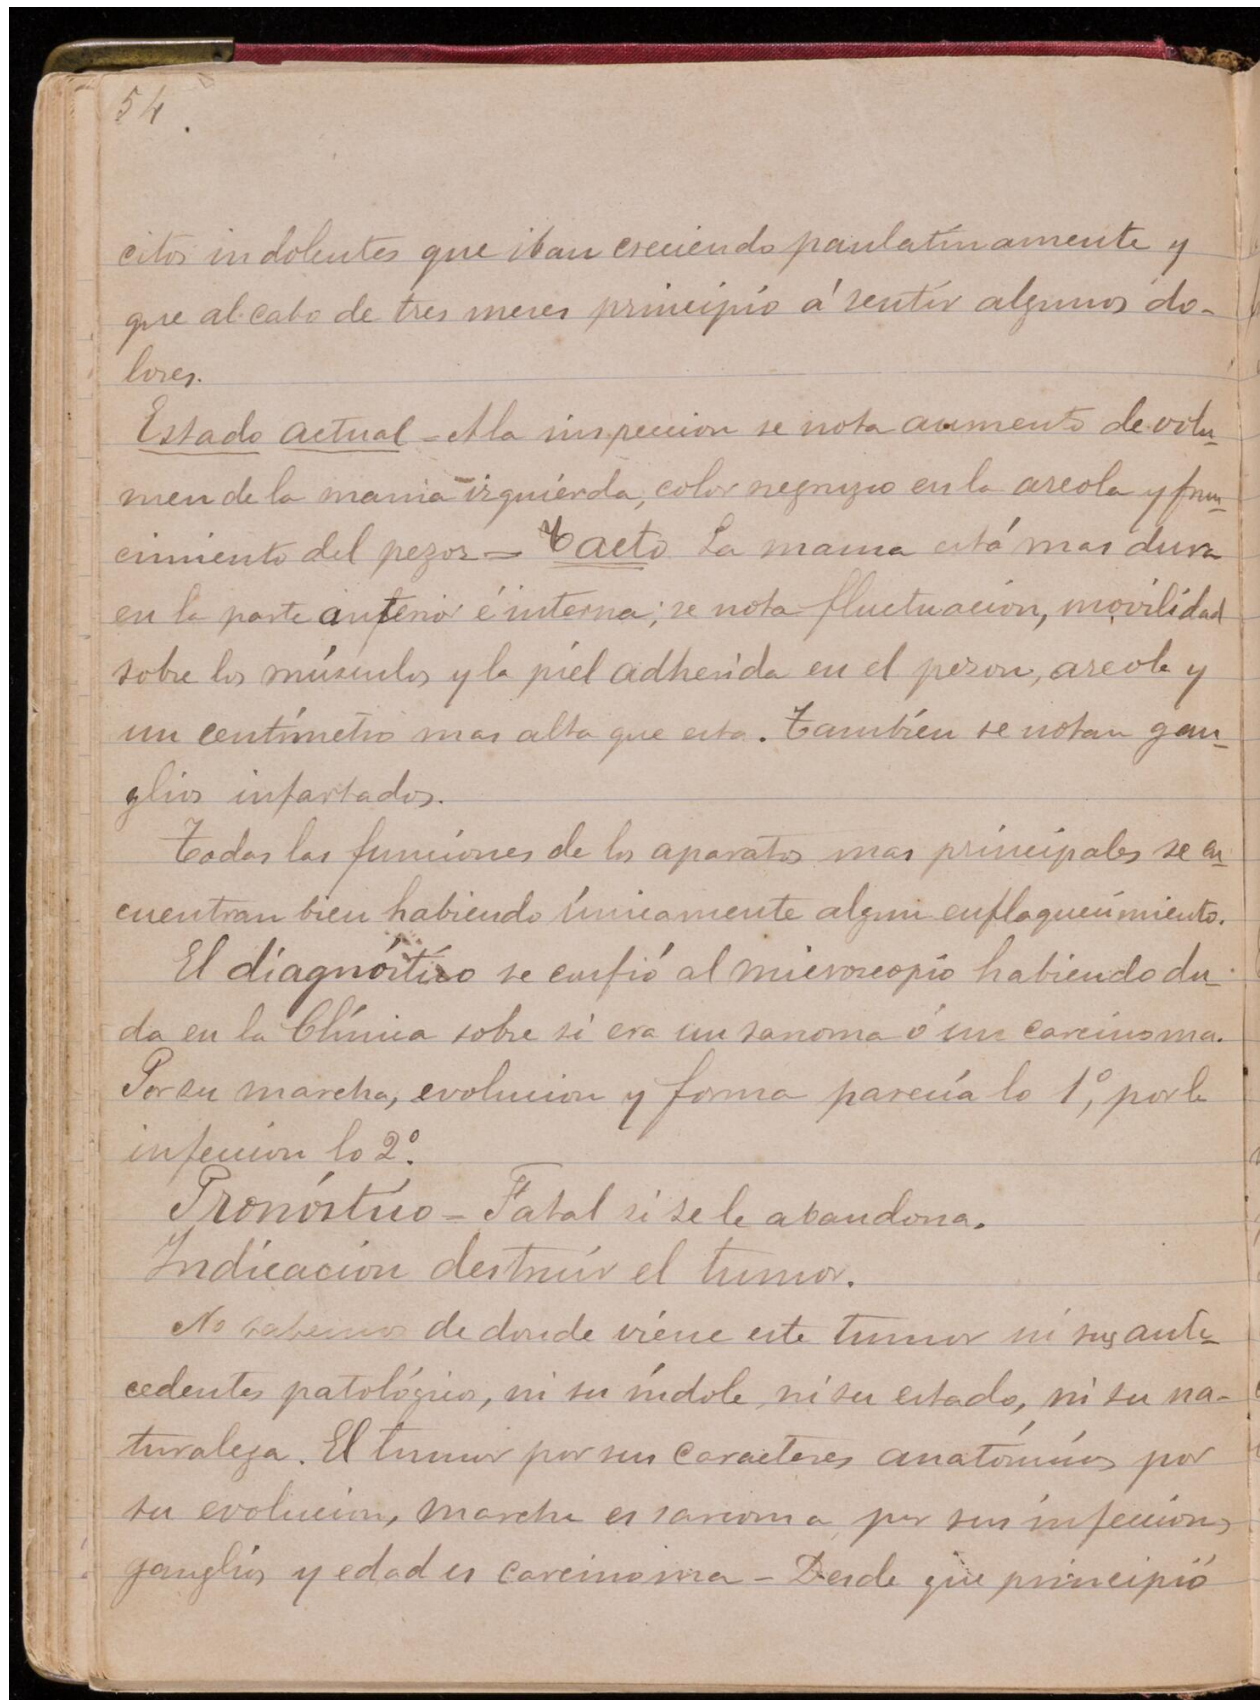 54.
citos indolentes que iban creciendo paulatinamente y
que al cabo de tres meses principió á sentir algunos do-
lores.
Estado actual - A la inspeccion se nota aumento de volu-
men de la mama izquierda, color negruzco en la areola y frun-
cimiento del pezon = Tacto La mama está mas dura
en la parte anterior é interna; se nota fluctuacion, movilidad
sobre los músculos y la piel adherida en el pezon, areola y
un centímetro mas alta que esta. También se notan gan-
glios infartados.
Todas las funciones de los aparatos mas principales se en-
cuentran bien habiendo únicamente algun enflaquecimiento.
El diagnóstico se confió al microscopio habiendo du-
da en la Clínica sobre si era un sarcoma ó un carcinoma.
Por su marcha, evolucion y forma parecía lo 1º, por la
infeccion lo 2º.
Pronóstico - Fatal si se le abandona.
Indicacion destruir el tumor.
No sabemos de donde viene este tumor ni sus ante-
cedentes patológicos, ni su índole, ni su estado, ni su na-
turaleza. El tumor por sus caracteres anatómicos por
su evolucion, marcha es sarcoma por sus infecciones
ganglios y edad es carcinoma - Desde que principió